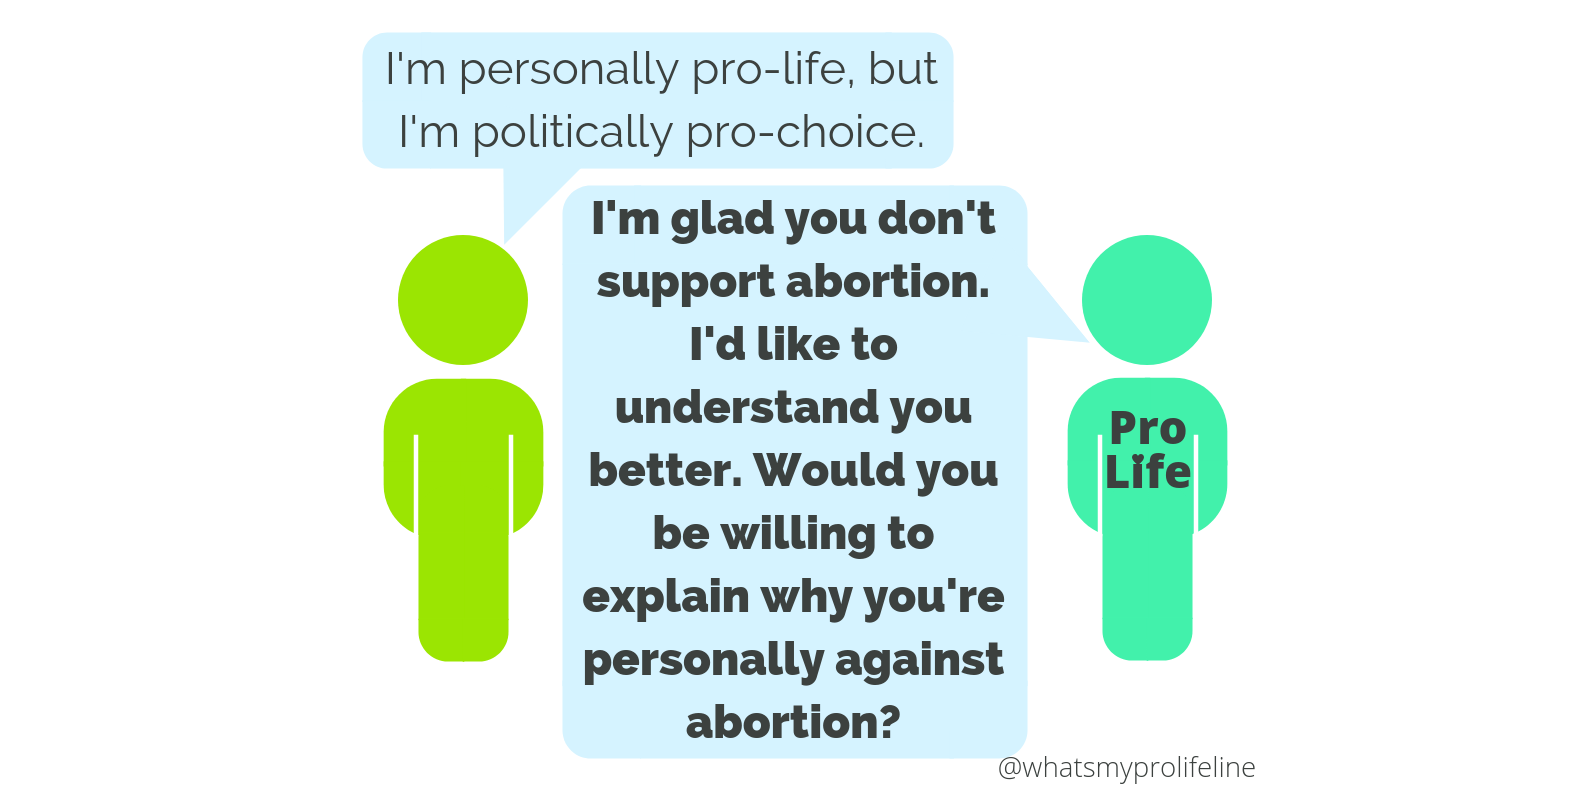 I'm personally pro-life, but
I'm politically pro-choice.
I'm glad you don't
support abortion.
I'd like to
understand you
better. Would you
be willing to
explain why you're
personally against
abortion?
Pro
Life
@whatsmyprolifeline